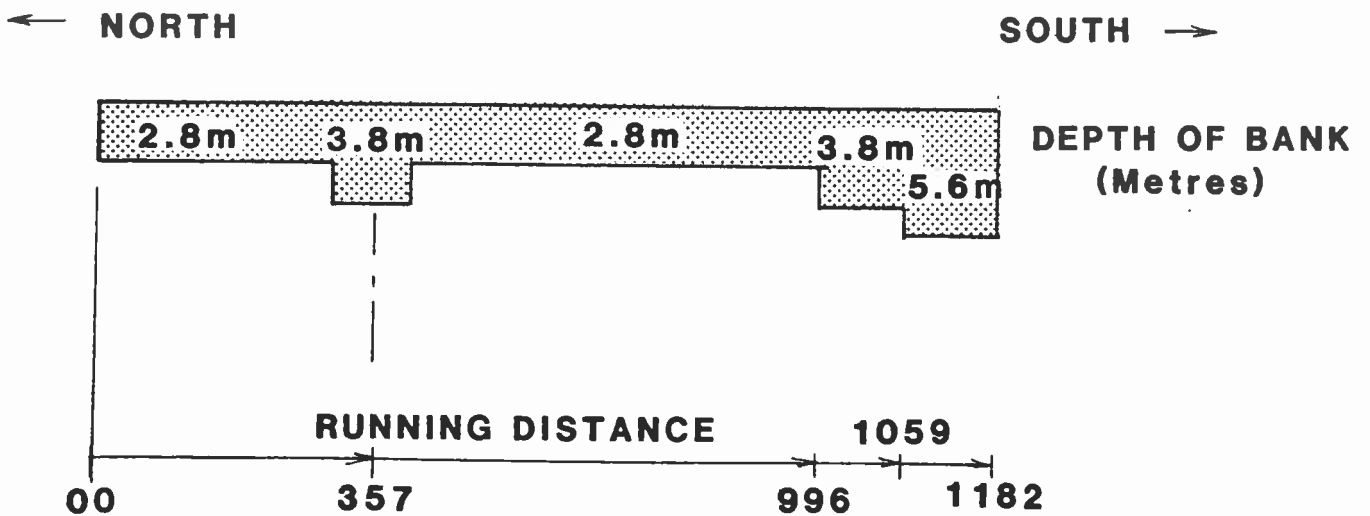 ← NORTH
SOUTH →
2.8m 3.8m 2.8m 3.8m 5.6m
DEPTH OF BANK
(Metres)
RUNNING DISTANCE
1059
00 357 996 1182